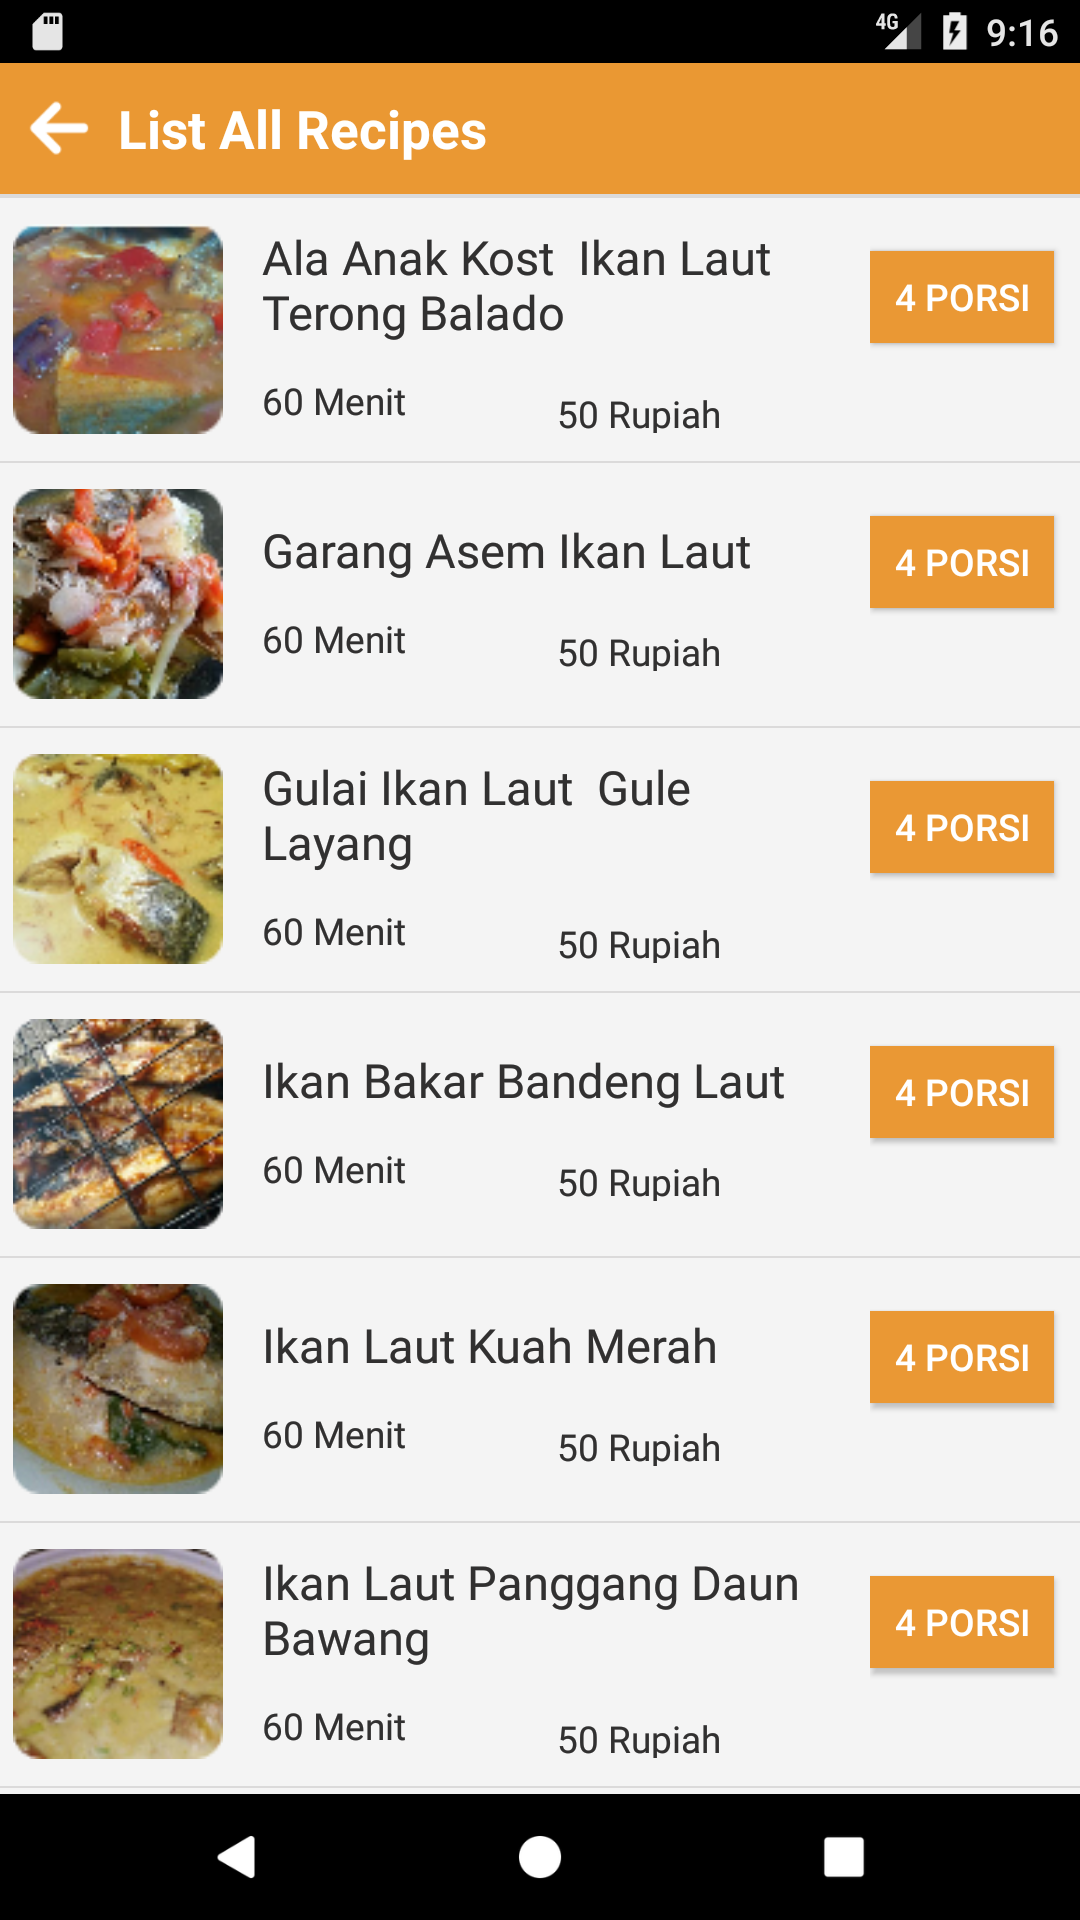 4G 9:16
List All Recipes
Ala Anak Kost  Ikan Laut
Terong Balado
4 PORSI
60 Menit
50 Rupiah
Garang Asem Ikan Laut
4 PORSI
60 Menit
50 Rupiah
Gulai Ikan Laut  Gule
Layang
4 PORSI
60 Menit
50 Rupiah
Ikan Bakar Bandeng Laut
4 PORSI
60 Menit
50 Rupiah
Ikan Laut Kuah Merah
4 PORSI
60 Menit
50 Rupiah
Ikan Laut Panggang Daun
Bawang
4 PORSI
60 Menit
50 Rupiah